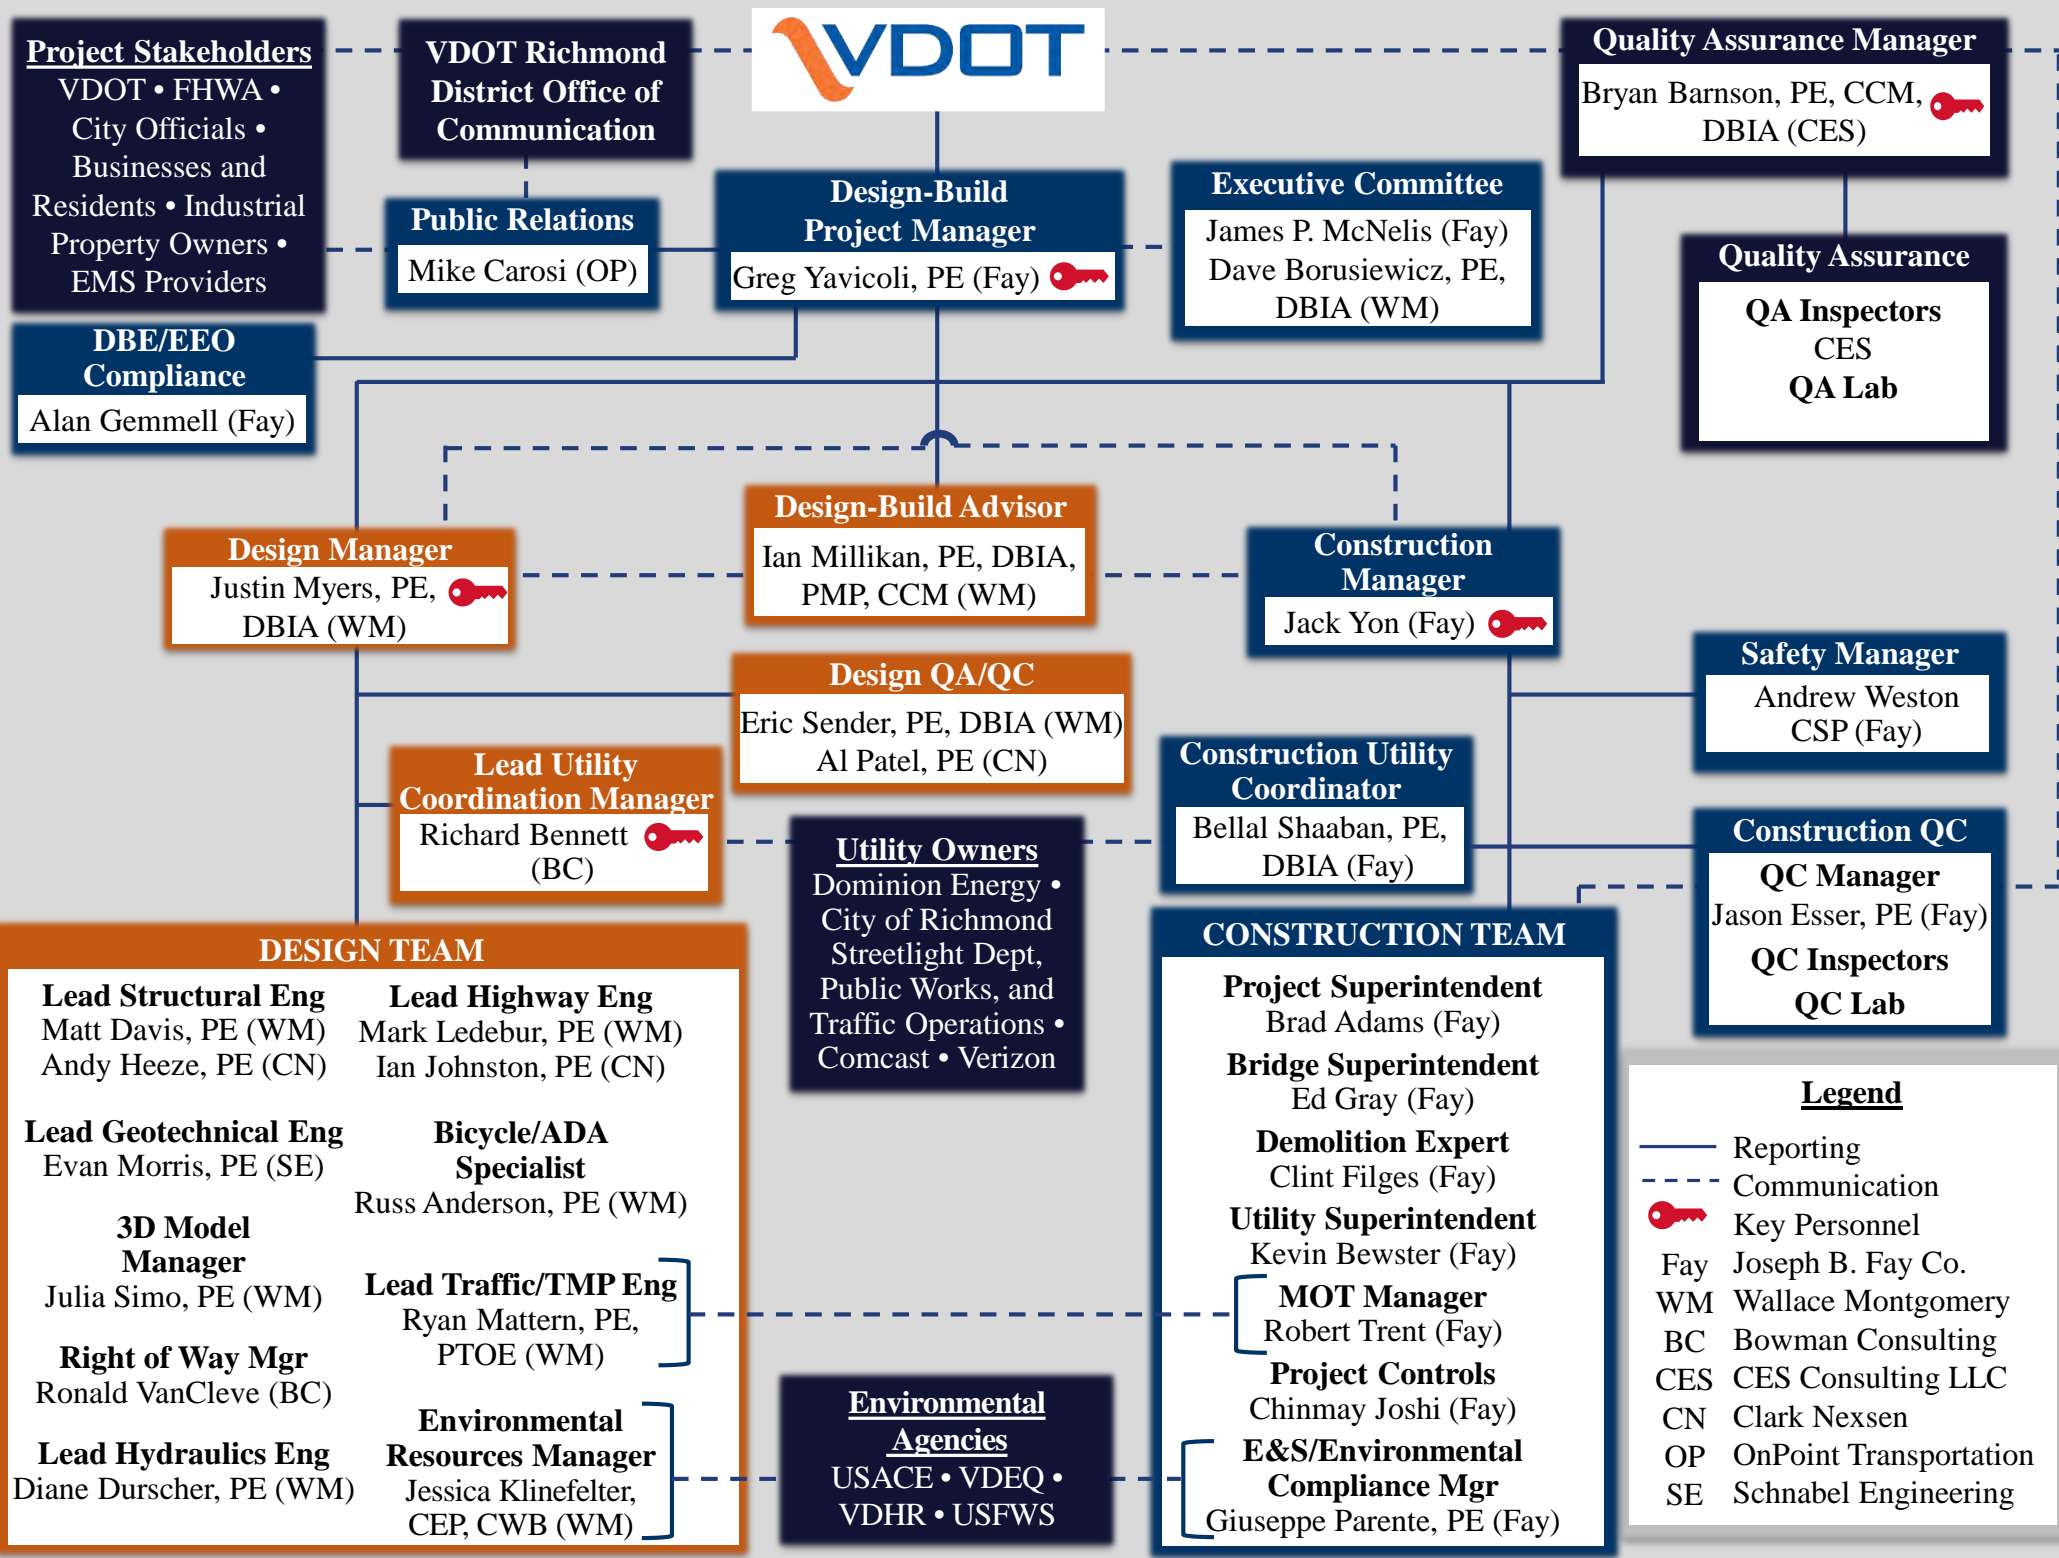 Project Stakeholders
VDOT • FHWA •
City Officials •
Businesses and
Residents • Industrial
Property Owners •
EMS Providers
VDOT Richmond
District Office of
Communication
VDOT
Quality Assurance Manager
Bryan Barnson, PE, CCM,
DBIA (CES)
Public Relations
Mike Carosi (OP)
Design-Build
Project Manager
Greg Yavicoli, PE (Fay)
Executive Committee
James P. McNelis (Fay)
Dave Borusiewicz, PE,
DBIA (WM)
Quality Assurance
QA Inspectors
CES
QA Lab
DBE/EEO
Compliance
Alan Gemmell (Fay)
Design Manager
Justin Myers, PE,
DBIA (WM)
Design-Build Advisor
Ian Millikan, PE, DBIA,
PMP, CCM (WM)
Construction
Manager
Jack Yon (Fay)
Design QA/QC
Eric Sender, PE, DBIA (WM)
Al Patel, PE (CN)
Safety Manager
Andrew Weston
CSP (Fay)
Lead Utility
Coordination Manager
Richard Bennett
(BC)
Utility Owners
Dominion Energy •
City of Richmond
Streetlight Dept,
Public Works, and
Traffic Operations •
Comcast • Verizon
Construction Utility
Coordinator
Bellal Shaaban, PE,
DBIA (Fay)
Construction QC
QC Manager
Jason Esser, PE (Fay)
QC Inspectors
QC Lab
DESIGN TEAM
Lead Structural Eng
Matt Davis, PE (WM)
Andy Heeze, PE (CN)
Lead Geotechnical Eng
Evan Morris, PE (SE)
3D Model
Manager
Julia Simo, PE (WM)
Right of Way Mgr
Ronald VanCleve (BC)
Lead Hydraulics Eng
Diane Durscher, PE (WM)
Lead Highway Eng
Mark Ledebur, PE (WM)
Ian Johnston, PE (CN)
Bicycle/ADA
Specialist
Russ Anderson, PE (WM)
Lead Traffic/TMP Eng
Ryan Mattern, PE,
PTOE (WM)
Environmental
Resources Manager
Jessica Klinefelter,
CEP, CWB (WM)
Environmental
Agencies
USACE • VDEQ •
VDHR • USFWS
CONSTRUCTION TEAM
Project Superintendent
Brad Adams (Fay)
Bridge Superintendent
Ed Gray (Fay)
Demolition Expert
Clint Filges (Fay)
Utility Superintendent
Kevin Bewster (Fay)
MOT Manager
Robert Trent (Fay)
Project Controls
Chinmay Joshi (Fay)
E&S/Environmental
Compliance Mgr
Giuseppe Parente, PE (Fay)
Legend
Reporting
Communication
Key Personnel
Fay Joseph B. Fay Co.
WM Wallace Montgomery
BC Bowman Consulting
CES CES Consulting LLC
CN Clark Nexsen
OP OnPoint Transportation
SE Schnabel Engineering